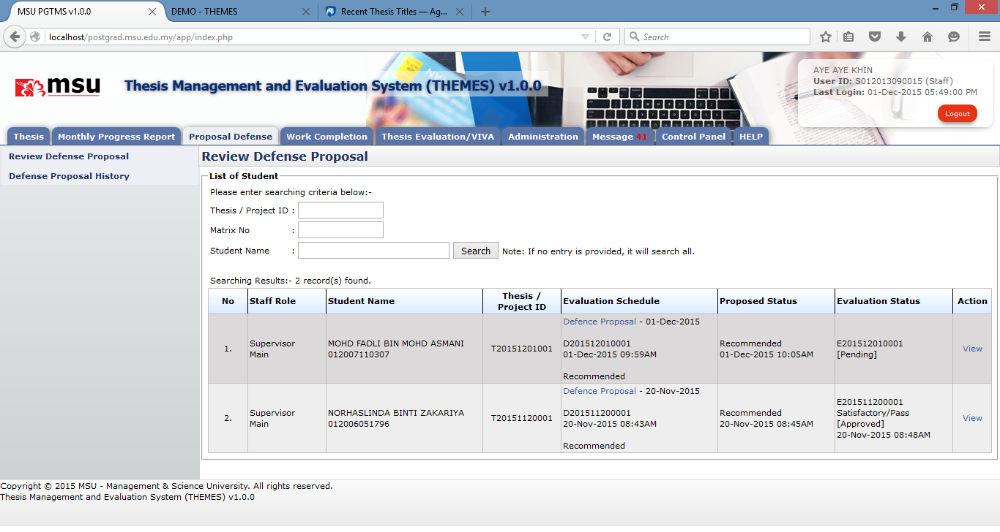 MSU PGTMS v1.0.0
DEMO - THEMES
Recent Thesis Titles — Ag...
localhost/postgrad.msu.edu.my/app/index.php
Search
msu
Thesis Management and Evaluation System (THEMES) v1.0.0
AYE AYE KHIN
User ID: S012013090015 (Staff)
Last Login: 01-Dec-2015 05:49:00 PM
Logout
Thesis Monthly Progress Report Proposal Defense Work Completion Thesis Evaluation/VIVA Administration Message 41 Control Panel HELP
Review Defense Proposal
Defense Proposal History
Review Defense Proposal
List of Student
Please enter searching criteria below:-
Thesis / Project ID :
Matrix No :
Student Name : Search Note: If no entry is provided, it will search all.
Searching Results:- 2 record(s) found.
No Staff Role Student Name Thesis / Project ID Evaluation Schedule Proposed Status Evaluation Status Action
1.
Supervisor
Main
MOHD FADLI BIN MOHD ASMANI
012007110307
T20151201001
Defence Proposal - 01-Dec-2015
D201512010001
01-Dec-2015 09:59AM
Recommended
Recommended
01-Dec-2015 10:05AM
E201512010001
[Pending]
View
2.
Supervisor
Main
NORHASLINDA BINTI ZAKARIYA
012006051796
T20151120001
Defense Proposal - 20-Nov-2015
D201511200001
20-Nov-2015 08:43AM
Recommended
Recommended
20-Nov-2015 08:45AM
E201511200001
Satisfactory/Pass
[Approved]
20-Nov-2015 08:48AM
View
Copyright © 2015 MSU - Management & Science University. All rights reserved.
Thesis Management and Evaluation System (THEMES) v1.0.0